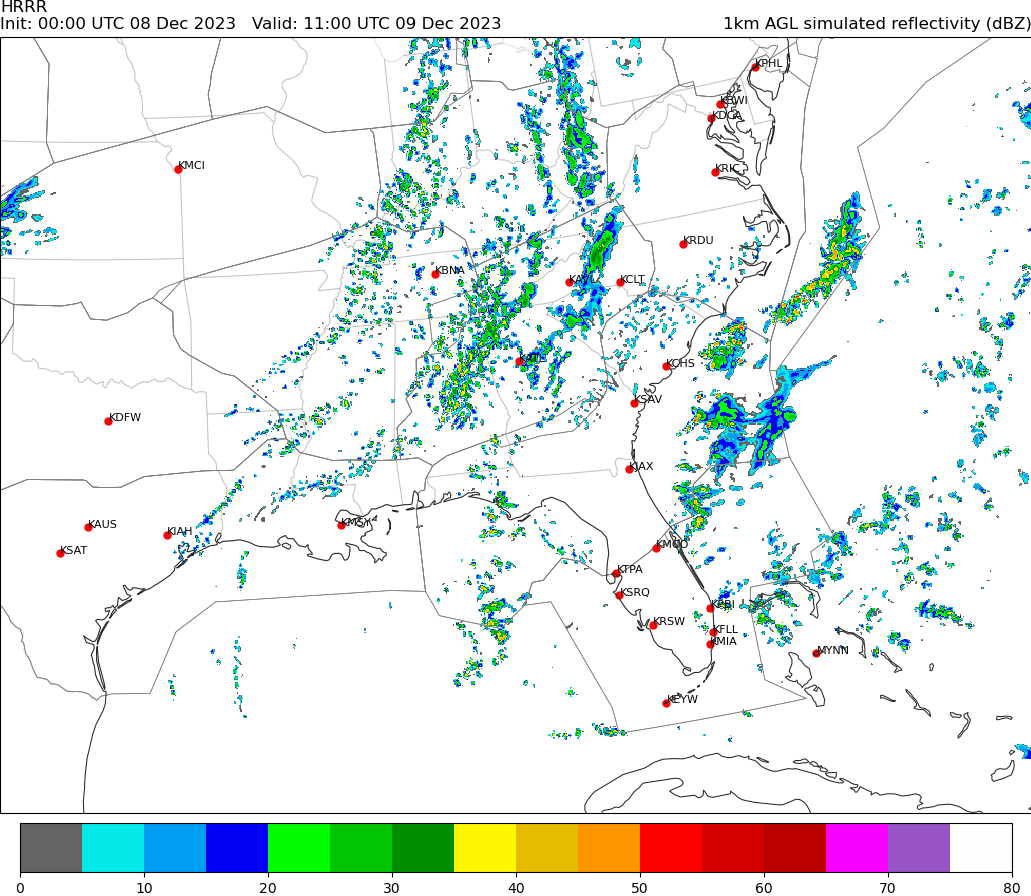 HRRR
Init: 00:00 UTC 08 Dec 2023 Valid: 11:00 UTC 09 Dec 2023 1km AGL simulated reflectivity (dBZ)
KPHL
KBWI
KDCA
KMCI
KRIC
KRDU
KBNA
KCLT
KATL
KCHS
KSAV
KDFW
KJAX
KAUS
KMSY
KIAH
KSAT
KMCO
KTPA
KSRQ
KPBI
KRSW
KFLL
KMIA
MYNN
KEYW
0 10 20 30 40 50 60 70 80